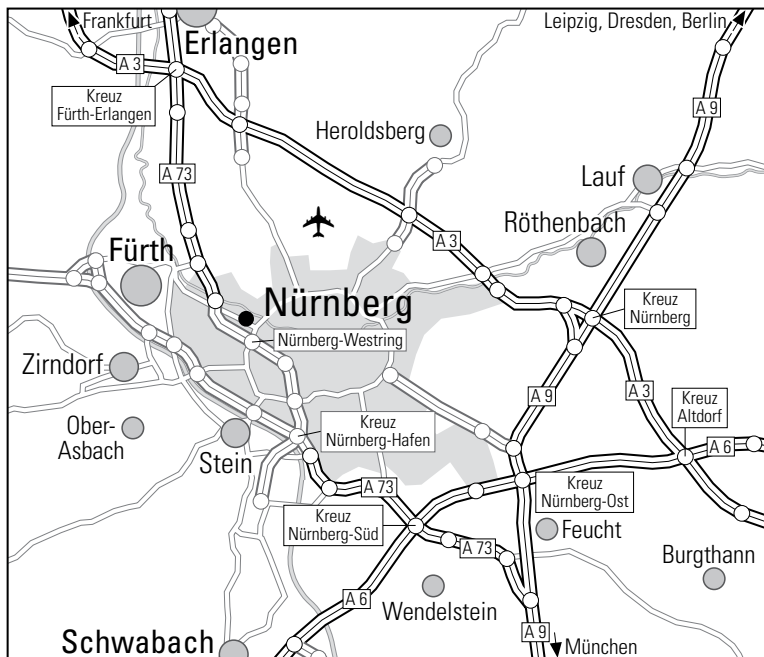 Frankfurt
Leipzig, Dresden, Berlin
Erlangen
A 3
Kreuz
Fürth-Erlangen
A 9
Heroldsberg
A 73
Lauf
Röthenbach
Fürth
A 3
Nürnberg
Kreuz
Nürnberg
Nürnberg-Westring
Zirndorf
A 9
A 3
Kreuz
Altdorf
Ober-
Asbach
Stein
Kreuz
Nürnberg-Hafen
A 6
A 73
Kreuz
Nürnberg-Ost
Kreuz
Nürnberg-Süd
Feucht
A 73
Burgthann
A 6
Wendelstein
A 9
Schwabach
München